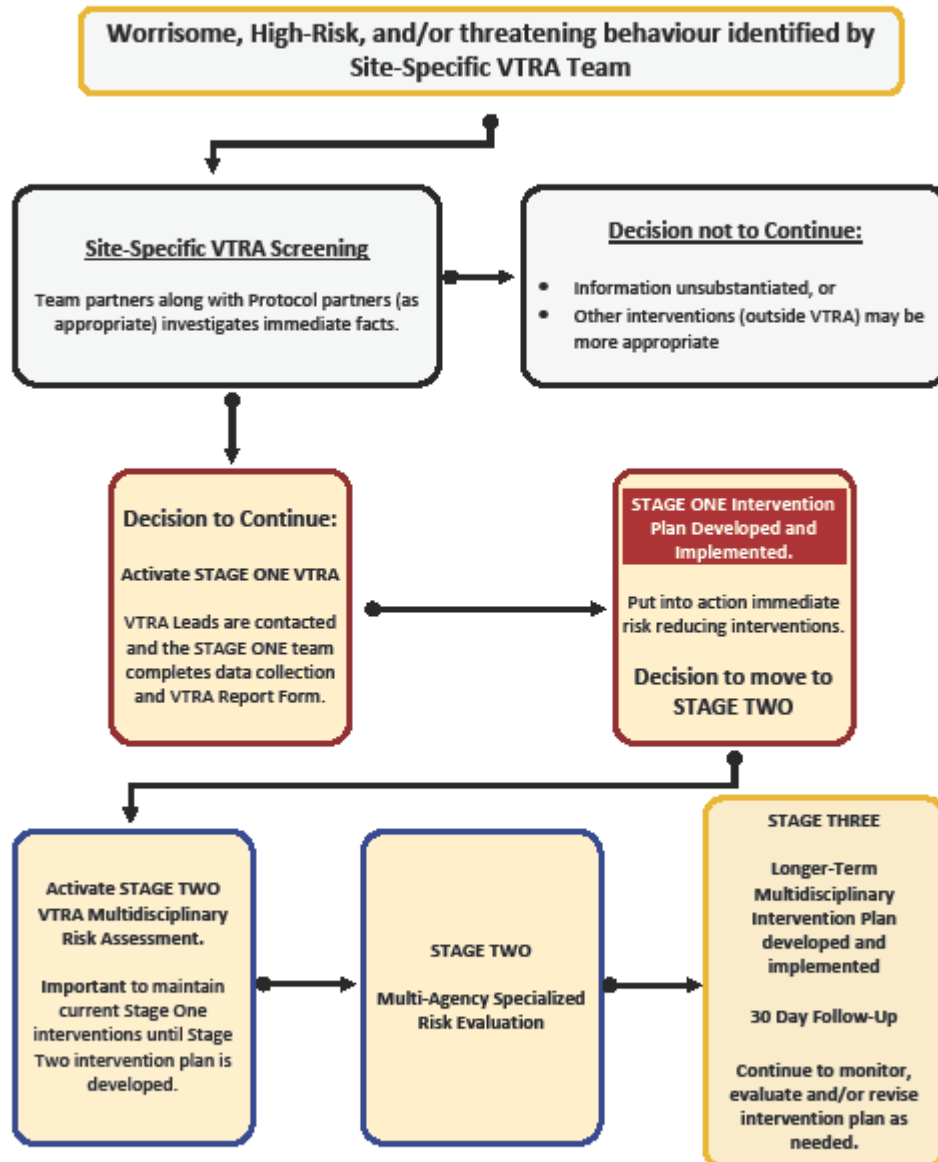 Worrisome, High-Risk, and/or threatening behaviour identified by
Site-Specific VTRA Team
Site-Specific VTRA Screening
Team partners along with Protocol partners (as
appropriate) investigates immediate facts.
Decision not to Continue:
• Information unsubstantiated, or
• Other interventions (outside VTRA) may be
more appropriate
Decision to Continue:
Activate STAGE ONE VTRA
VTRA Leads are contacted
and the STAGE ONE team
completes data collection
and VTRA Report Form.
STAGE ONE Intervention
Plan Developed and
Implemented.
Put into action immediate
risk reducing interventions.
Decision to move to
STAGE TWO
Activate STAGE TWO
VTRA Multidisciplinary
Risk Assessment.
Important to maintain
current Stage One
interventions until Stage
Two intervention plan is
developed.
STAGE TWO
Multi-Agency Specialized
Risk Evaluation
STAGE THREE
Longer-Term
Multidisciplinary
Intervention Plan
developed and
implemented
30 Day Follow-Up
Continue to monitor,
evaluate and/or revise
intervention plan as
needed.